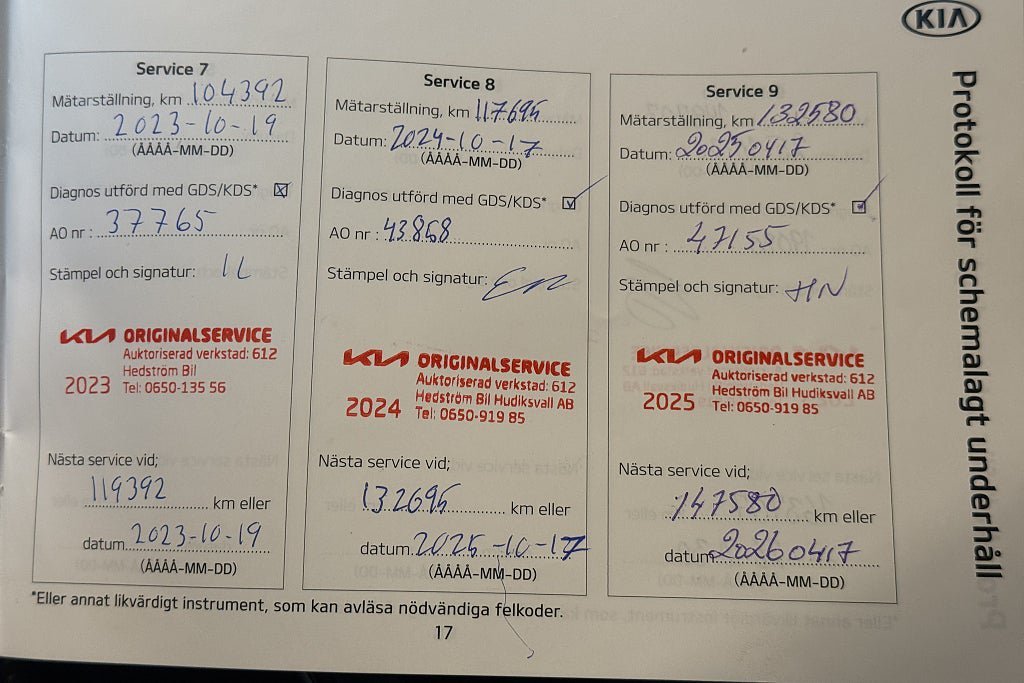 KIA
Protokoll för schemalagt underhåll
Service 7
Mätarställning, km 104392
Datum: 2023-10-19
(ÅÅÅÅ-MM-DD)
Diagnos utförd med GDS/KDS*
AO nr : 37765
Stämpel och signatur: IL
KIA ORIGINALSERVICE
Auktoriserad verkstad: 612
Hedström Bil
2023 Tel: 0650-135 56
Nästa service vid;
119392 km eller
datum 2023-10-19
(ÅÅÅÅ-MM-DD)
Service 8
Mätarställning, km 117695
Datum: 2024-10-17
(ÅÅÅÅ-MM-DD)
Diagnos utförd med GDS/KDS*
AO nr : 43858
Stämpel och signatur:
KIA ORIGINALSERVICE
Auktoriserad verkstad: 612
Hedström Bil Hudiksvall AB
2024 Tel: 0650-919 85
Nästa service vid;
132695 km eller
datum 2025-10-17
(ÅÅÅÅ-MM-DD)
Service 9
Mätarställning, km 132580
Datum: 20250417
(ÅÅÅÅ-MM-DD)
Diagnos utförd med GDS/KDS*
AO nr : 47155
Stämpel och signatur: HN
KIA ORIGINALSERVICE
Auktoriserad verkstad: 612
Hedström Bil Hudiksvall AB
2025 Tel: 0650-919 85
Nästa service vid;
147580 km eller
datum 20260417
(ÅÅÅÅ-MM-DD)
*Eller annat likvärdigt instrument, som kan avläsa nödvändiga felkoder.
17